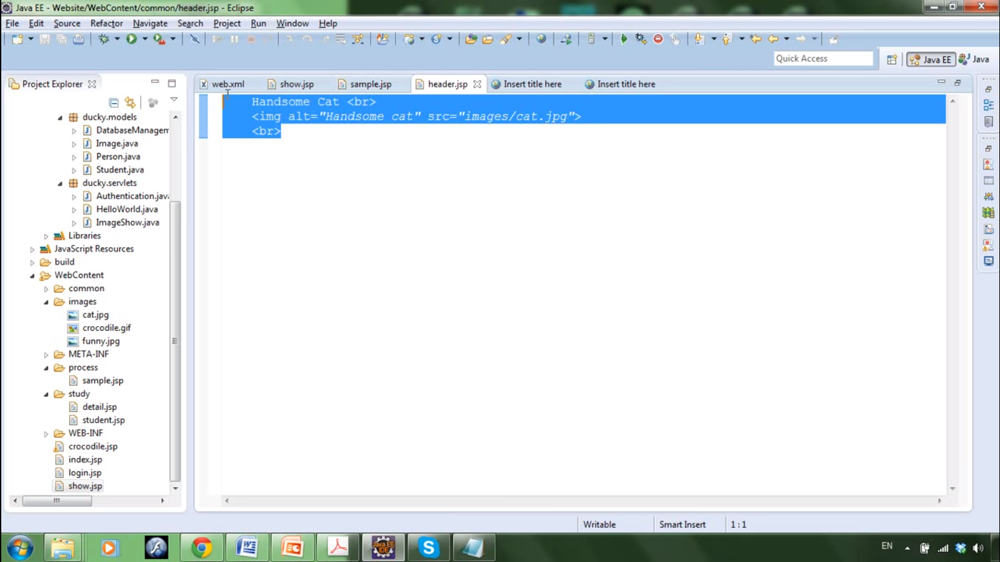 Java EE - Website/WebContent/common/header.jsp - Eclipse
File Edit Source Refactor Navigate Search Project Run Window Help
Quick Access
Java EE
Java
Project Explorer
web.xml
show.jsp
sample.jsp
header.jsp
Insert title here
Insert title here
Handsome Cat <br>
<img alt="Handsome cat" src="images/cat.jpg">
<br>
ducky.models
DatabaseManagem
Image.java
Person.java
Student.java
ducky.servlets
Authentication.java
HelloWorld.java
ImageShow.java
Libraries
JavaScript Resources
build
WebContent
common
images
cat.jpg
crocodile.gif
funny.jpg
META-INF
process
sample.jsp
study
detail.jsp
student.jsp
WEB-INF
crocodile.jsp
index.jsp
login.jsp
show.jsp
Writable
Smart Insert
1 : 1
Java EE
IDE
EN